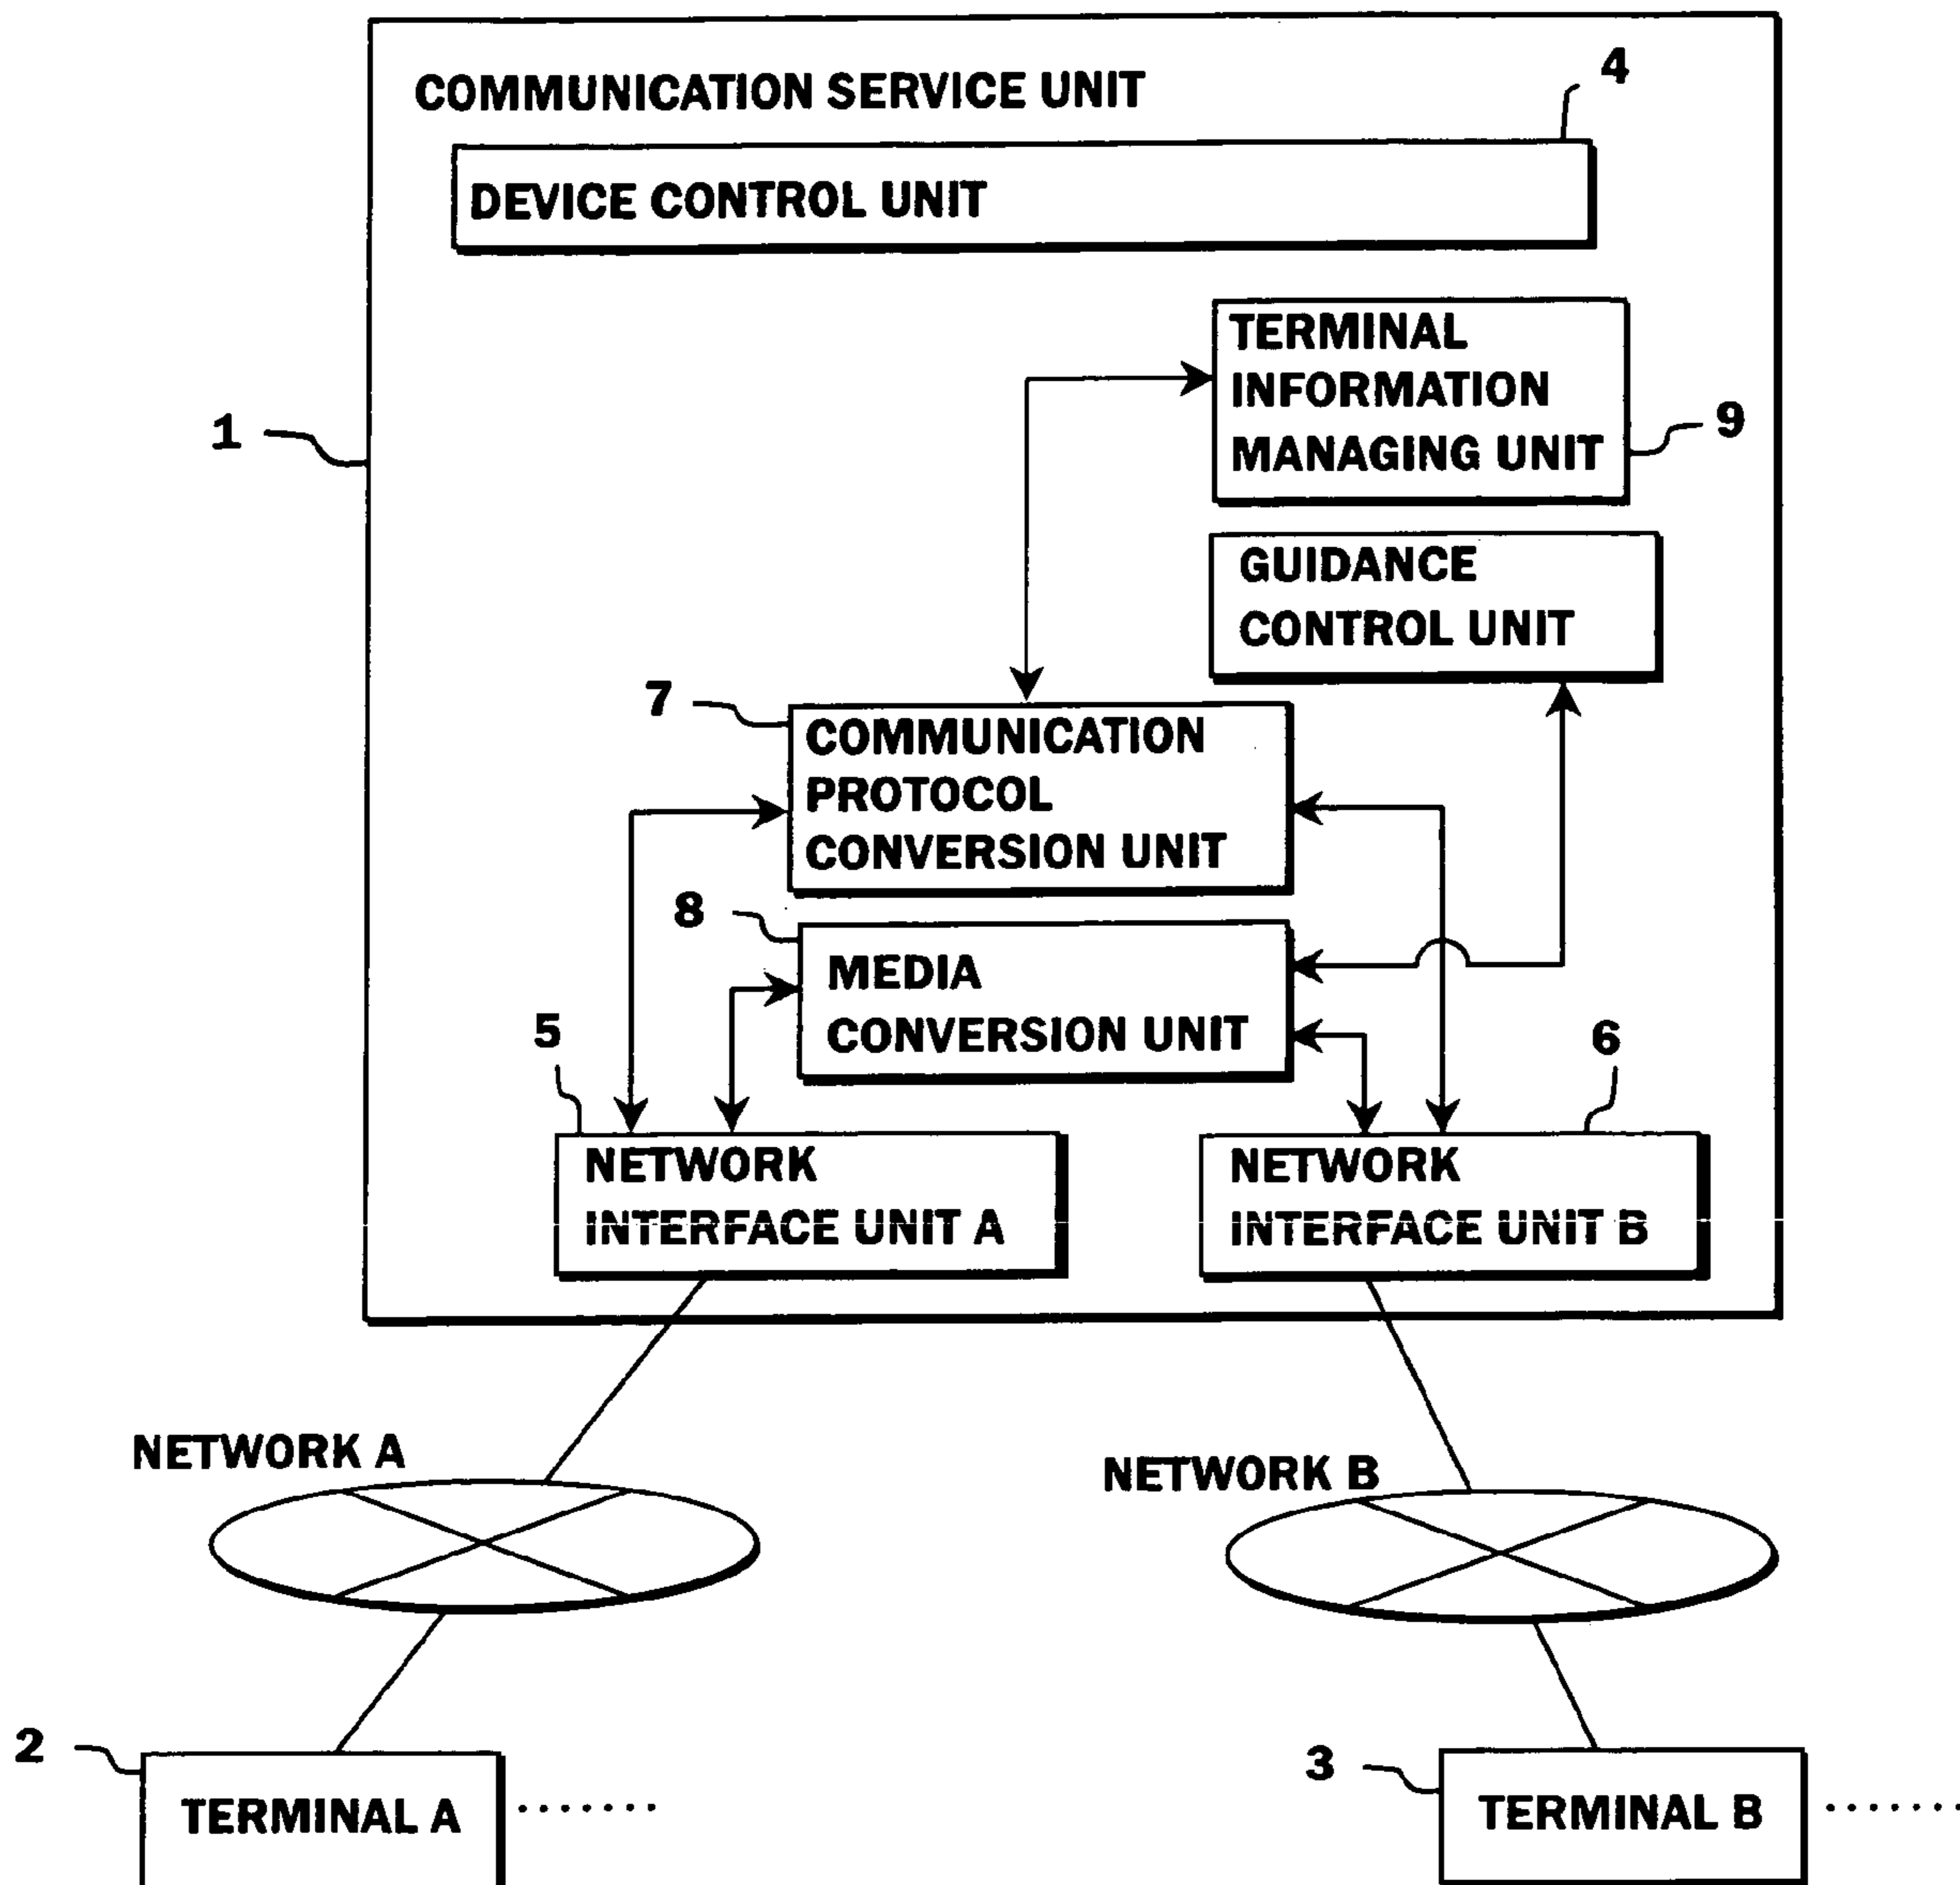 COMMUNICATION SERVICE UNIT
4
DEVICE CONTROL UNIT
TERMINAL
INFORMATION
MANAGING UNIT
1
9
GUIDANCE
CONTROL UNIT
7
COMMUNICATION
PROTOCOL
CONVERSION UNIT
8
MEDIA
CONVERSION UNIT
5
6
NETWORK
INTERFACE UNIT A
NETWORK
INTERFACE UNIT B
NETWORK A
NETWORK B
2
TERMINAL A
.......
3
TERMINAL B
.......